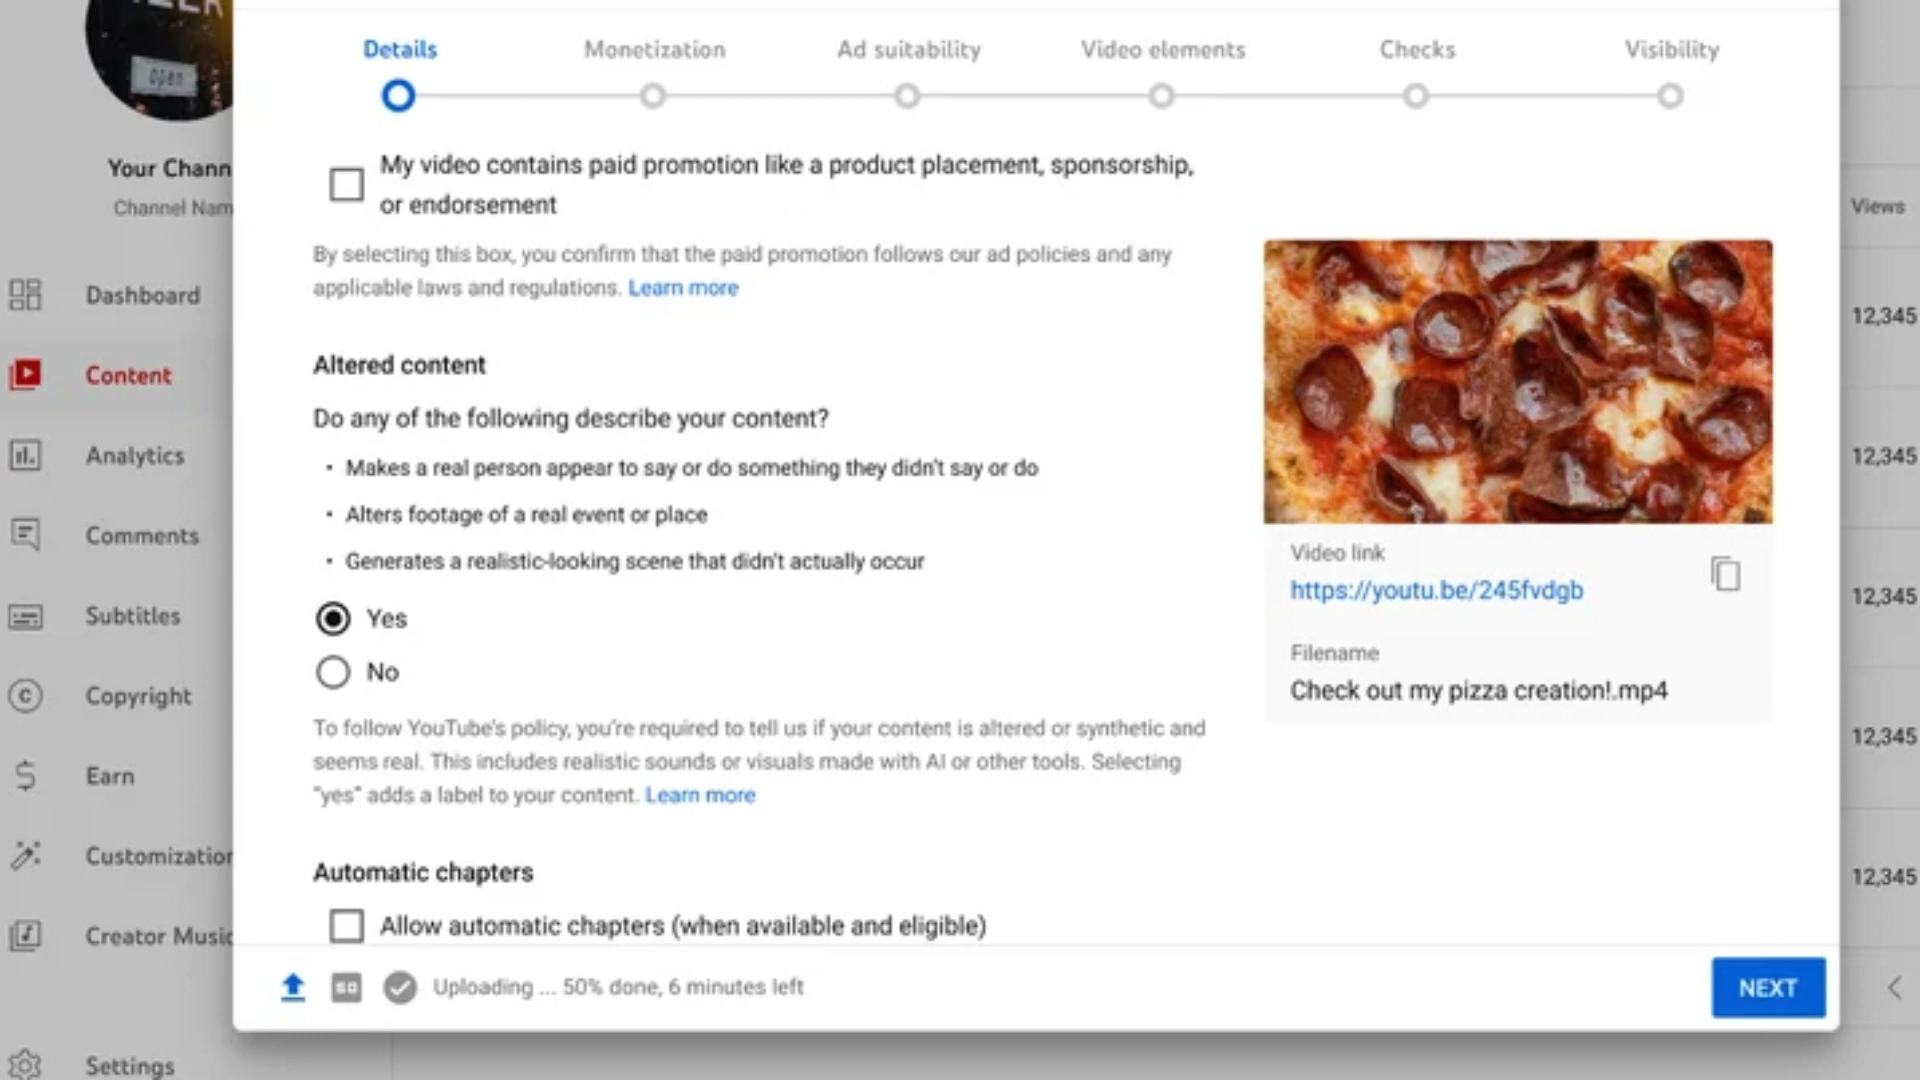 Details
Monetization
Ad suitability
Video elements
Checks
Visibility
open
My video contains paid promotion like a product placement, sponsorship,
or endorsement
By selecting this box, you confirm that the paid promotion follows our ad policies and any
applicable laws and regulations. Learn more
Your Chann
Channel Nam
Dashboard
Content
Analytics
Comments
Subtitles
Copyright
Earn
Customization
Creator Music
Settings
Altered content
Do any of the following describe your content?
• Makes a real person appear to say or do something they didn't say or do
• Alters footage of a real event or place
• Generates a realistic-looking scene that didn't actually occur
Yes
No
To follow YouTube's policy, you're required to tell us if your content is altered or synthetic and
seems real. This includes realistic sounds or visuals made with AI or other tools. Selecting
"yes" adds a label to your content. Learn more
Automatic chapters
Allow automatic chapters (when available and eligible)
Video link
https://youtu.be/245fvdgb
Filename
Check out my pizza creation!.mp4
Views
12,345
12,345
12,345
12,345
12,345
SD
Uploading ... 50% done, 6 minutes left
NEXT